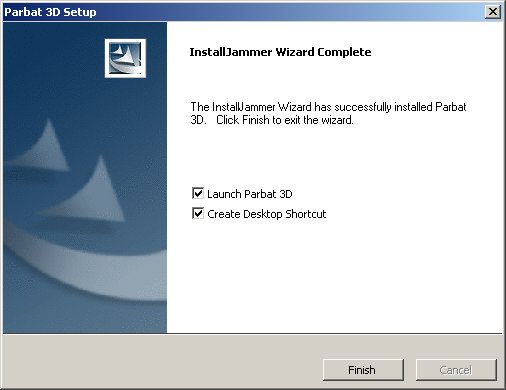 Parbat 3D Setup
InstallJammer Wizard Complete
The InstallJammer Wizard has successfully installed Parbat
3D.   Click Finish to exit the wizard.
Launch Parbat 3D
Create Desktop Shortcut
Finish
Cancel